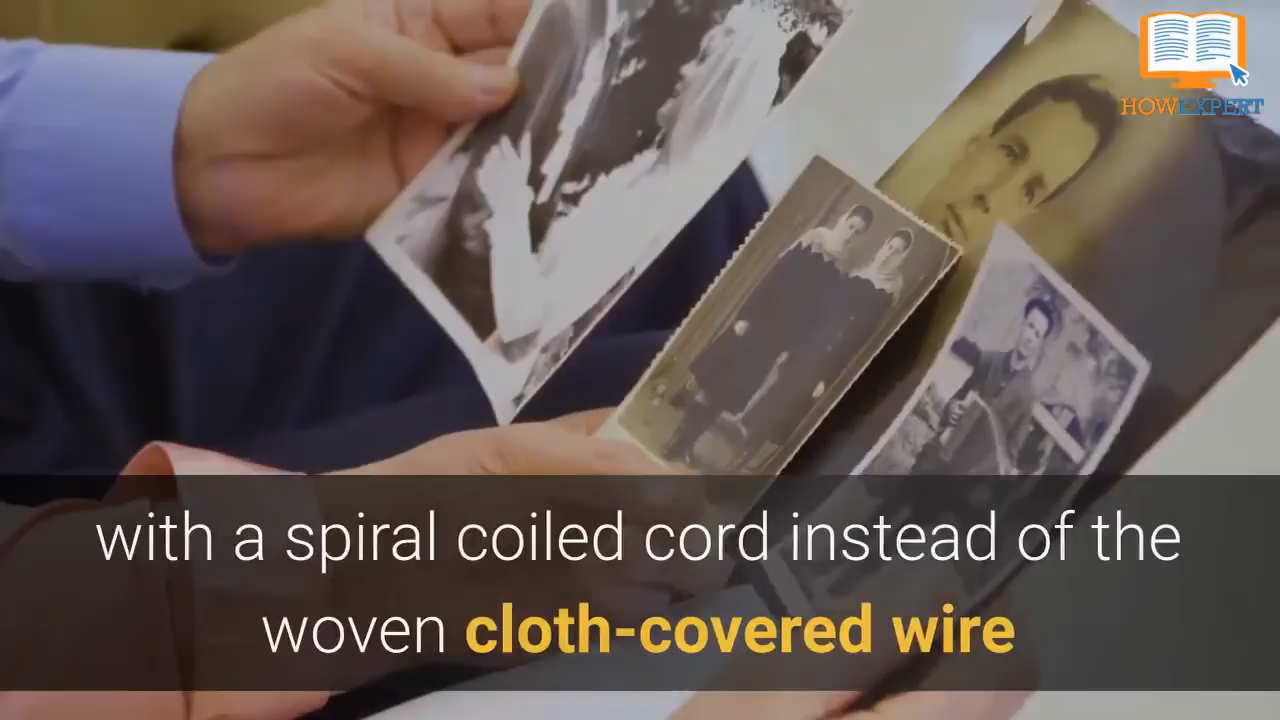 HOWEXPERT
with a spiral coiled cord instead of the
woven cloth-covered wire